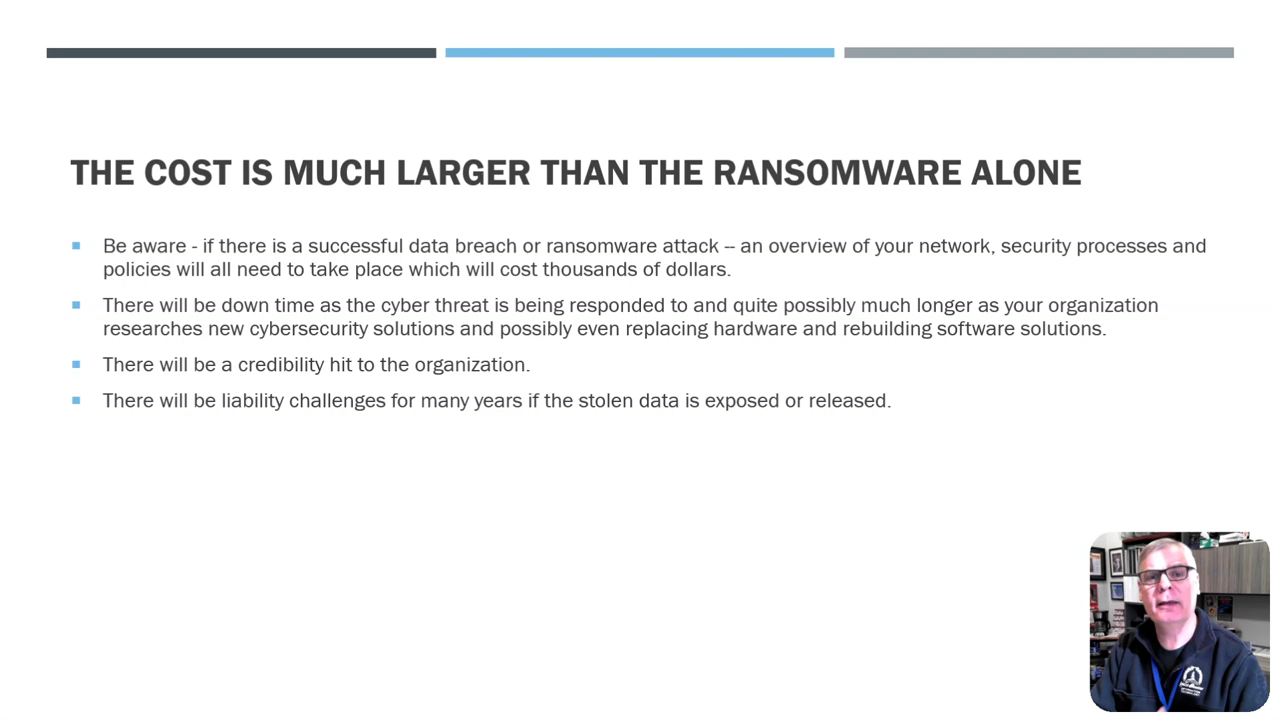 THE COST IS MUCH LARGER THAN THE RANSOMWARE ALONE
Be aware - if there is a successful data breach or ransomware attack -- an overview of your network, security processes and
policies will all need to take place which will cost thousands of dollars.
There will be down time as the cyber threat is being responded to and quite possibly much longer as your organization
researches new cybersecurity solutions and possibly even replacing hardware and rebuilding software solutions.
There will be a credibility hit to the organization.
There will be liability challenges for many years if the stolen data is exposed or released.